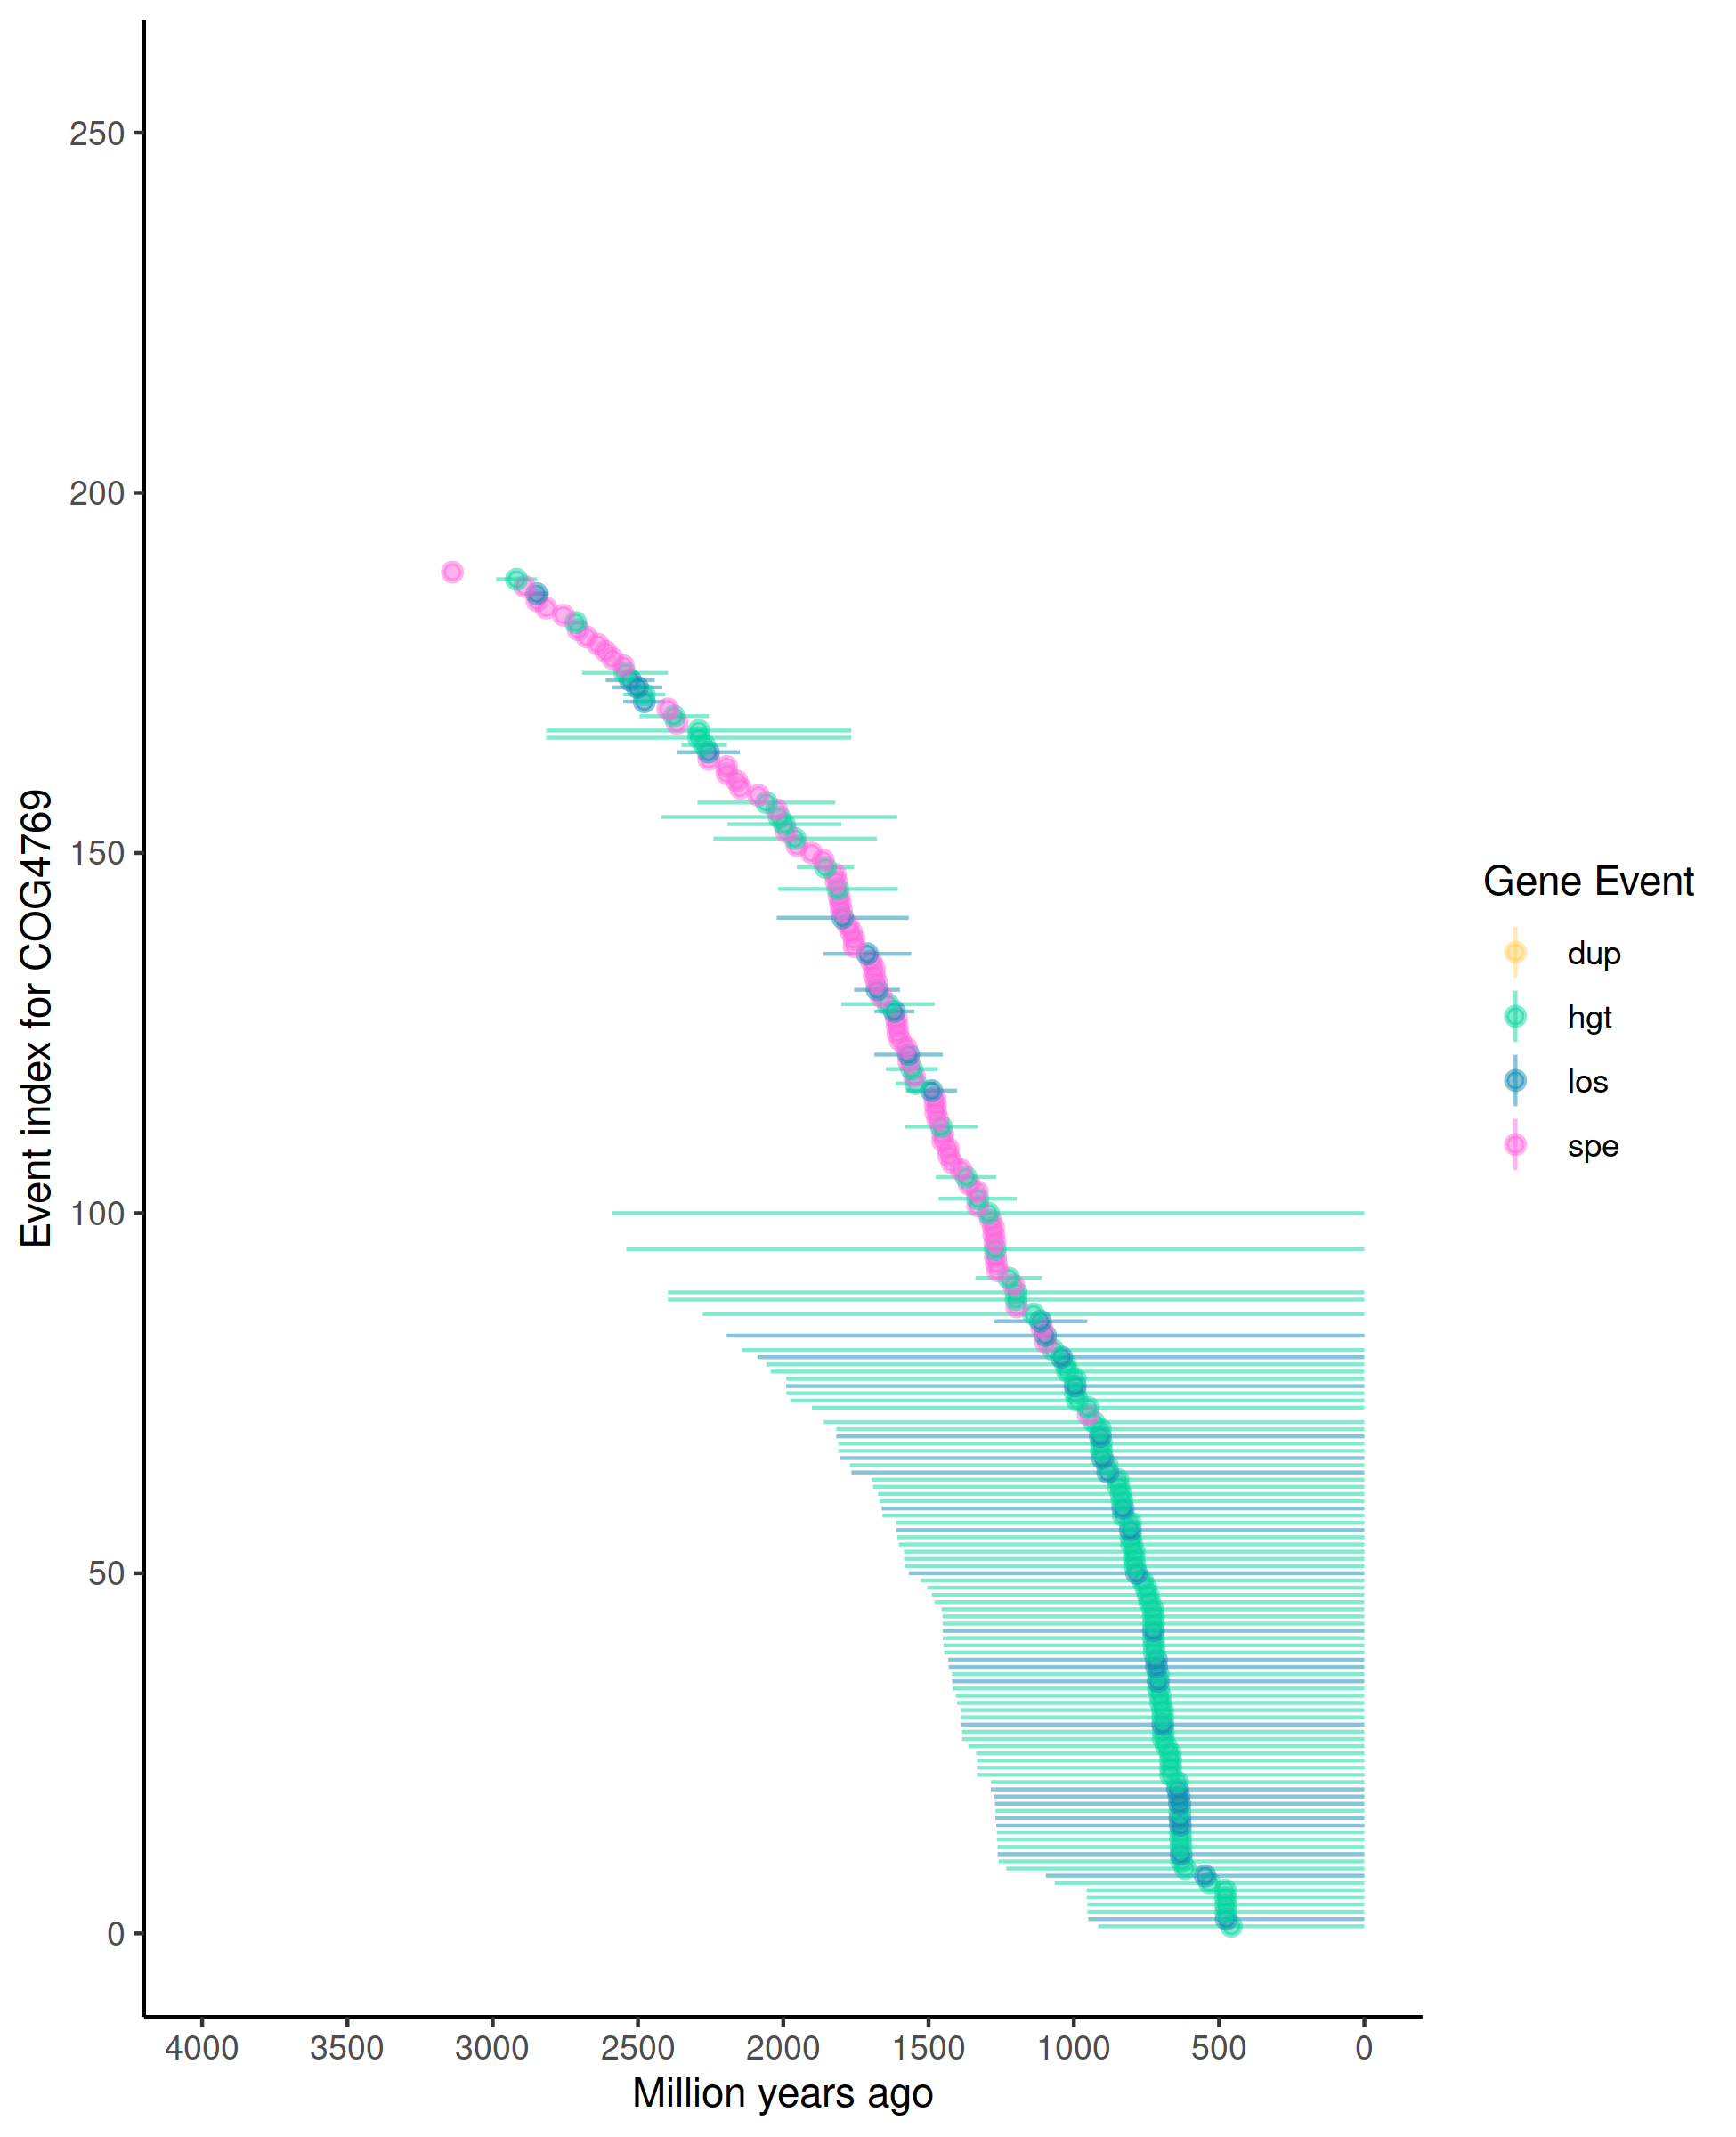 Event index for COG4769
250
200
150
100
50
0
4000 3500 3000 2500 2000 1500 1000 500 0
Million years ago
Gene Event
dup
hgt
los
spe